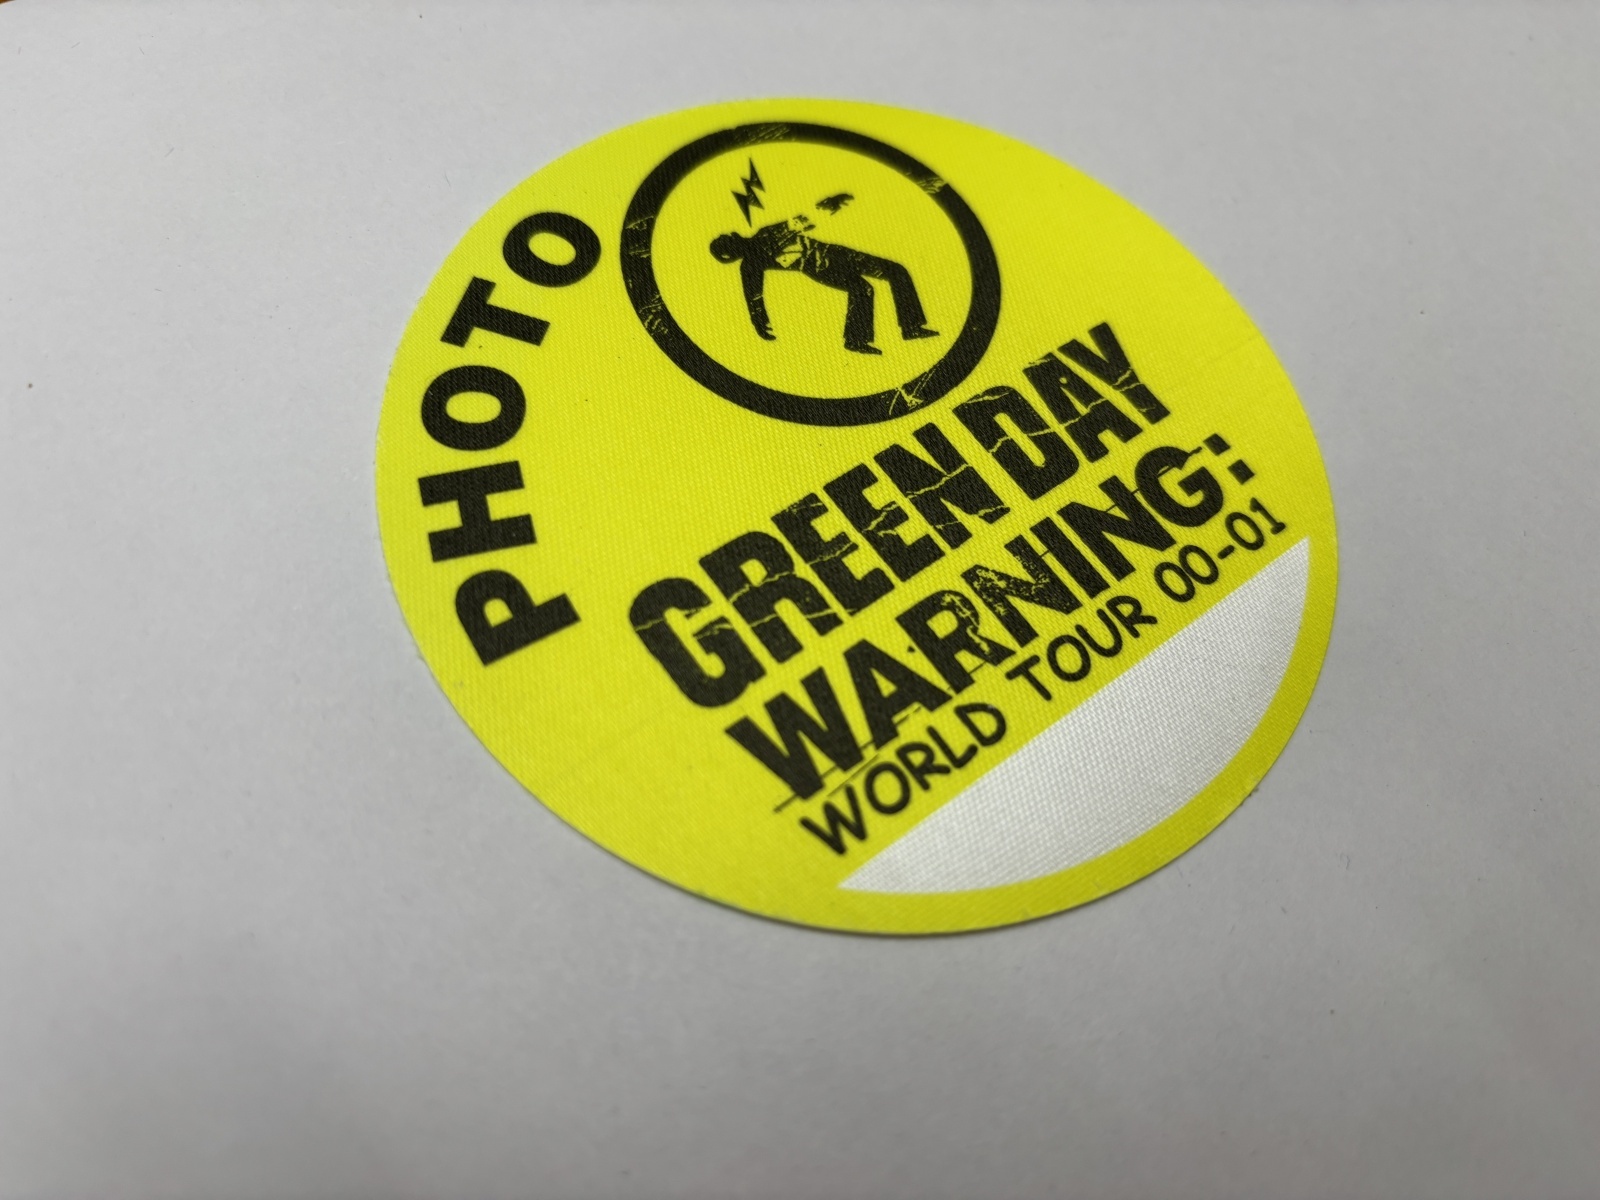 PHOTO
GREEN DAY
WARNING:
WORLD TOUR 00-01